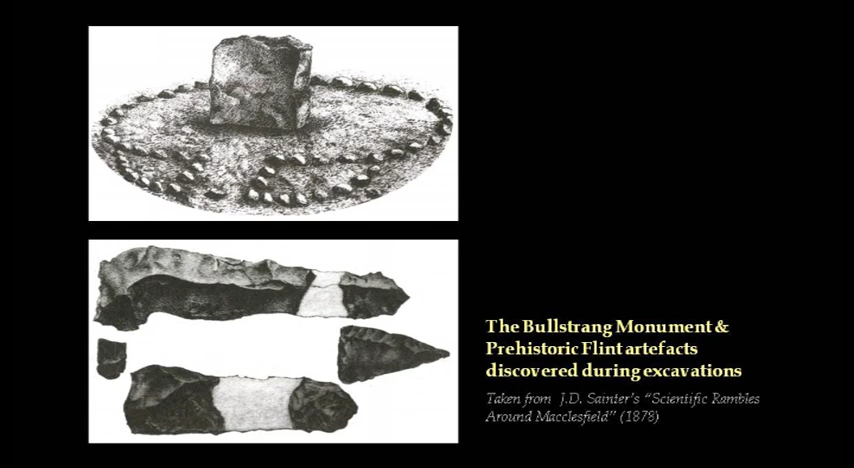 The Bullstrang Monument &
Prehistoric Flint artefacts
discovered during excavations
Taken from J.D. Sainter's "Scientific Rambles
Around Macclesfield" (1878)